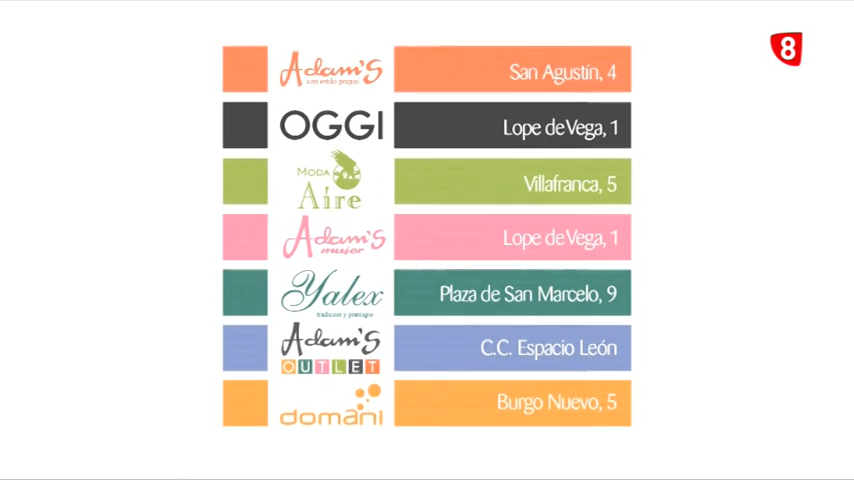 8
Adam'S
con estilo propio
San Agustín, 4
OGGI
Lope de Vega, 1
MODA
Aire
Villafranca, 5
Adam'S
mujer
Lope de Vega, 1
Yalex
tradicion y prestigio
Plaza de San Marcelo, 9
Adam'S
OUTLET
C.C. Espacio León
domani
Burgo Nuevo, 5